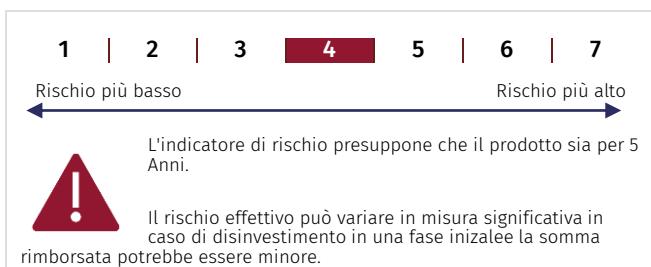 1 | 2 | 3 | 4 | 5 | 6 | 7
Rischio più basso Rischio più alto
L'indicatore di rischio presuppone che il prodotto sia per 5
Anni.
Il rischio effettivo può variare in misura significativa in
caso di disinvestimento in una fase inizalee la somma
rimborsata potrebbe essere minore.